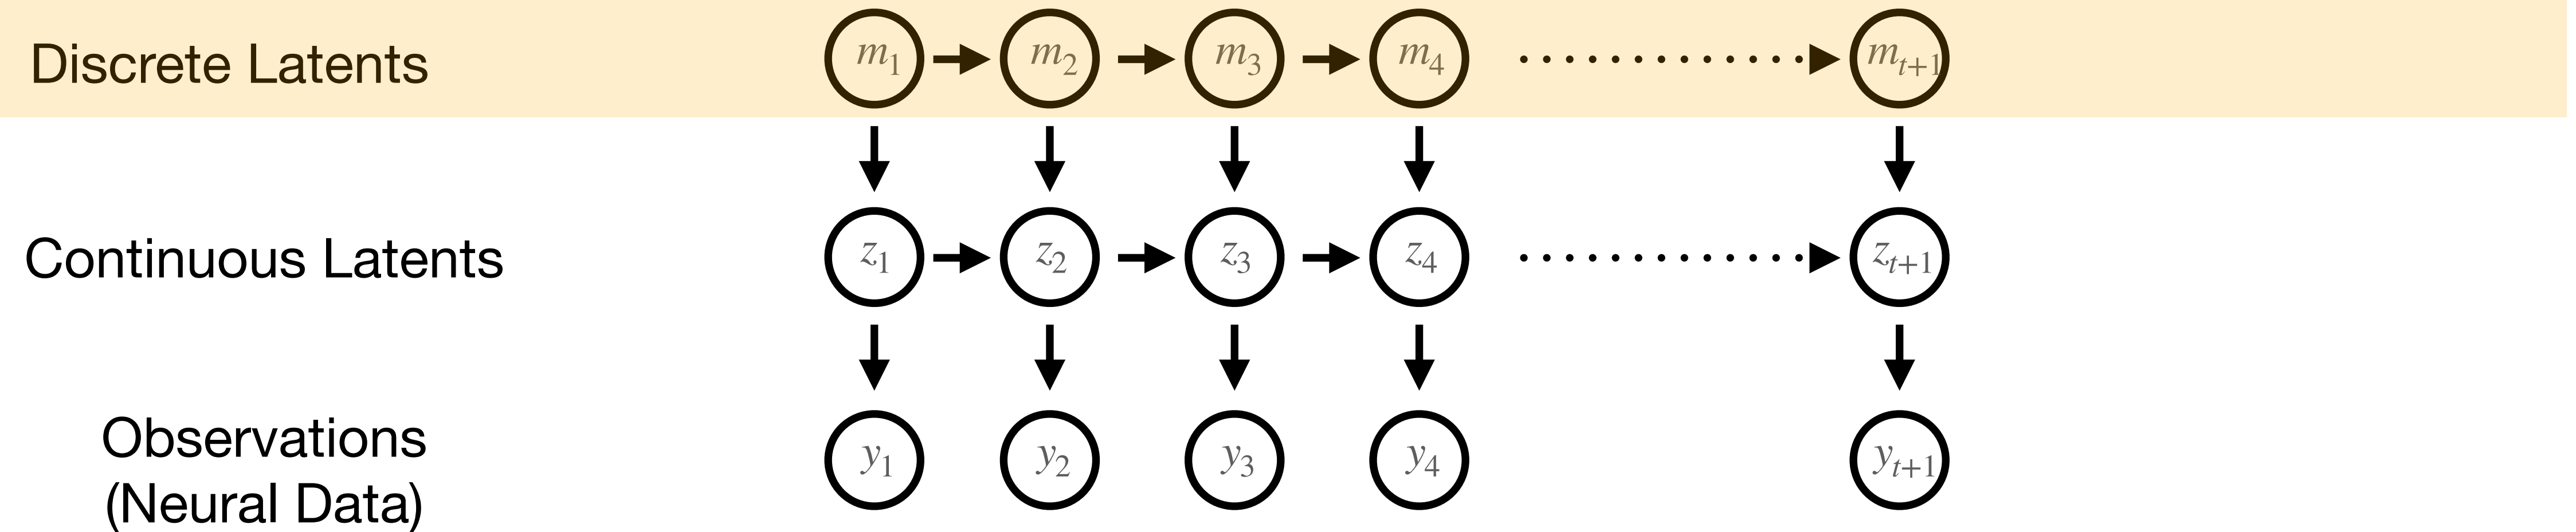 Discrete Latents m₁ m₂ m₃ m₄ mₜ₊₁
Continuous Latents z₁ z₂ z₃ z₄ zₜ₊₁
Observations
(Neural Data) y₁ y₂ y₃ y₄ yₜ₊₁